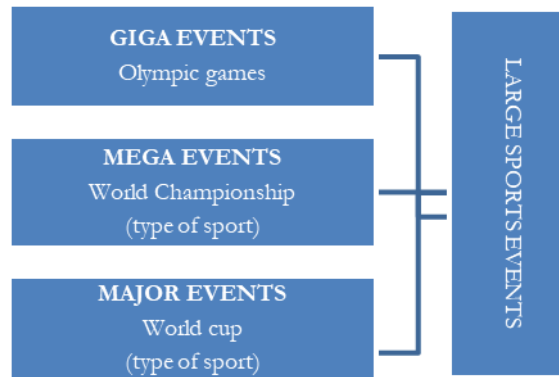 GIGA EVENTS
Olympic games
MEGA EVENTS
World Championship
(type of sport)
MAJOR EVENTS
World cup
(type of sport)
LARGE SPORTS EVENTS